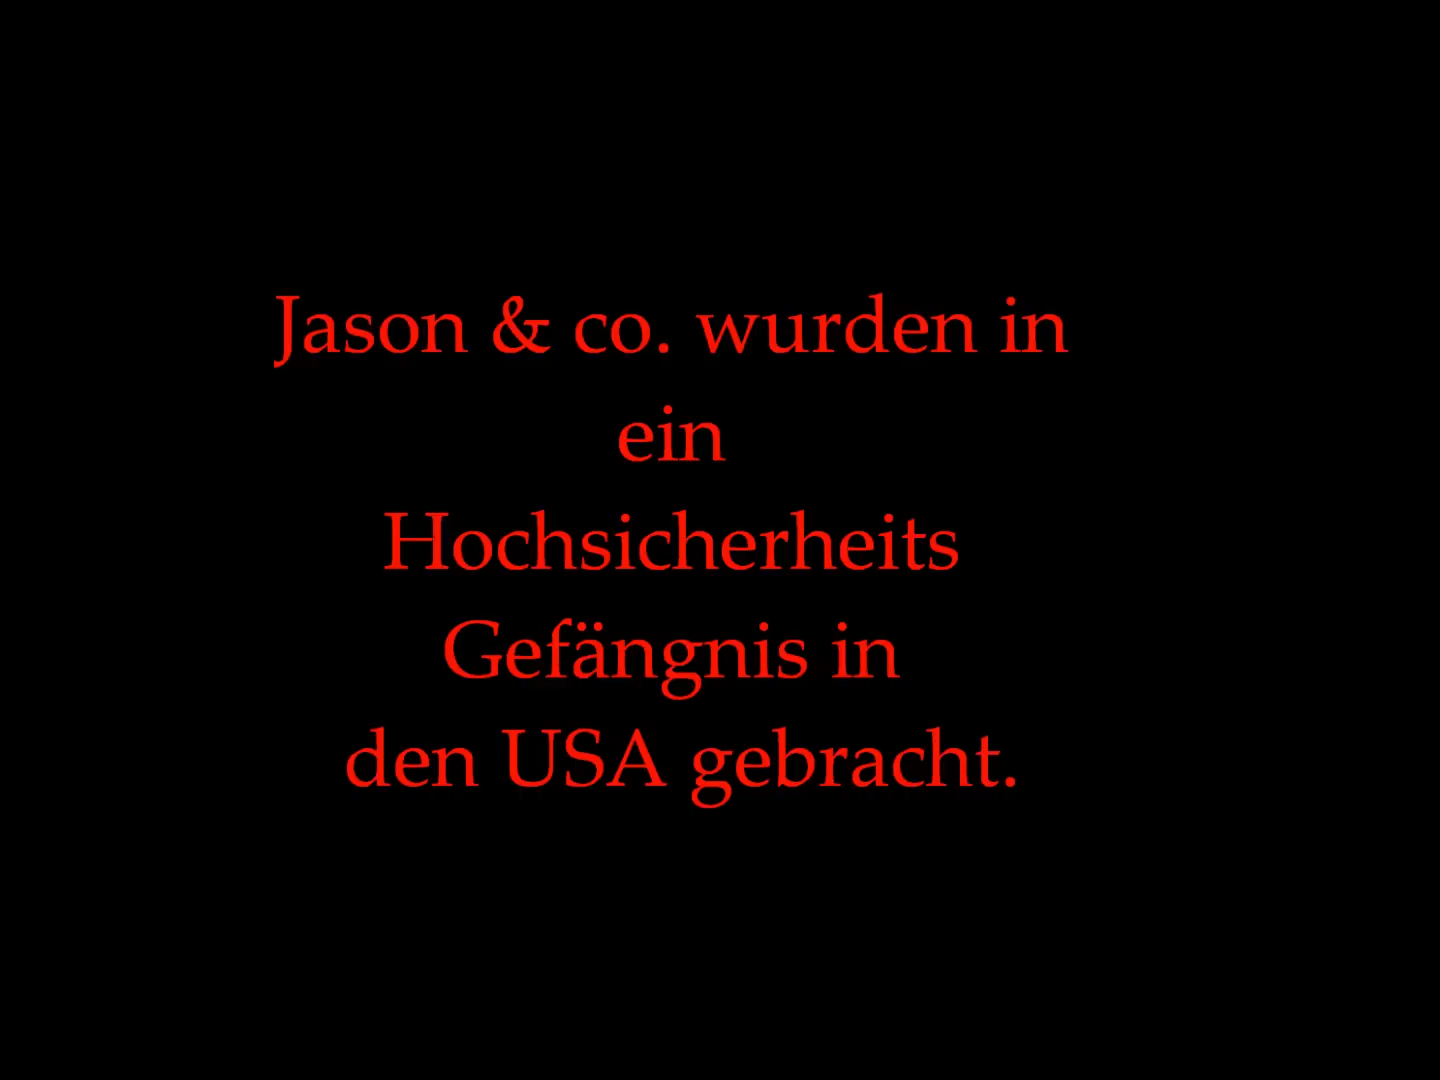 Jason & co. wurden in
ein
Hochsicherheits
Gefängnis in
den USA gebracht.